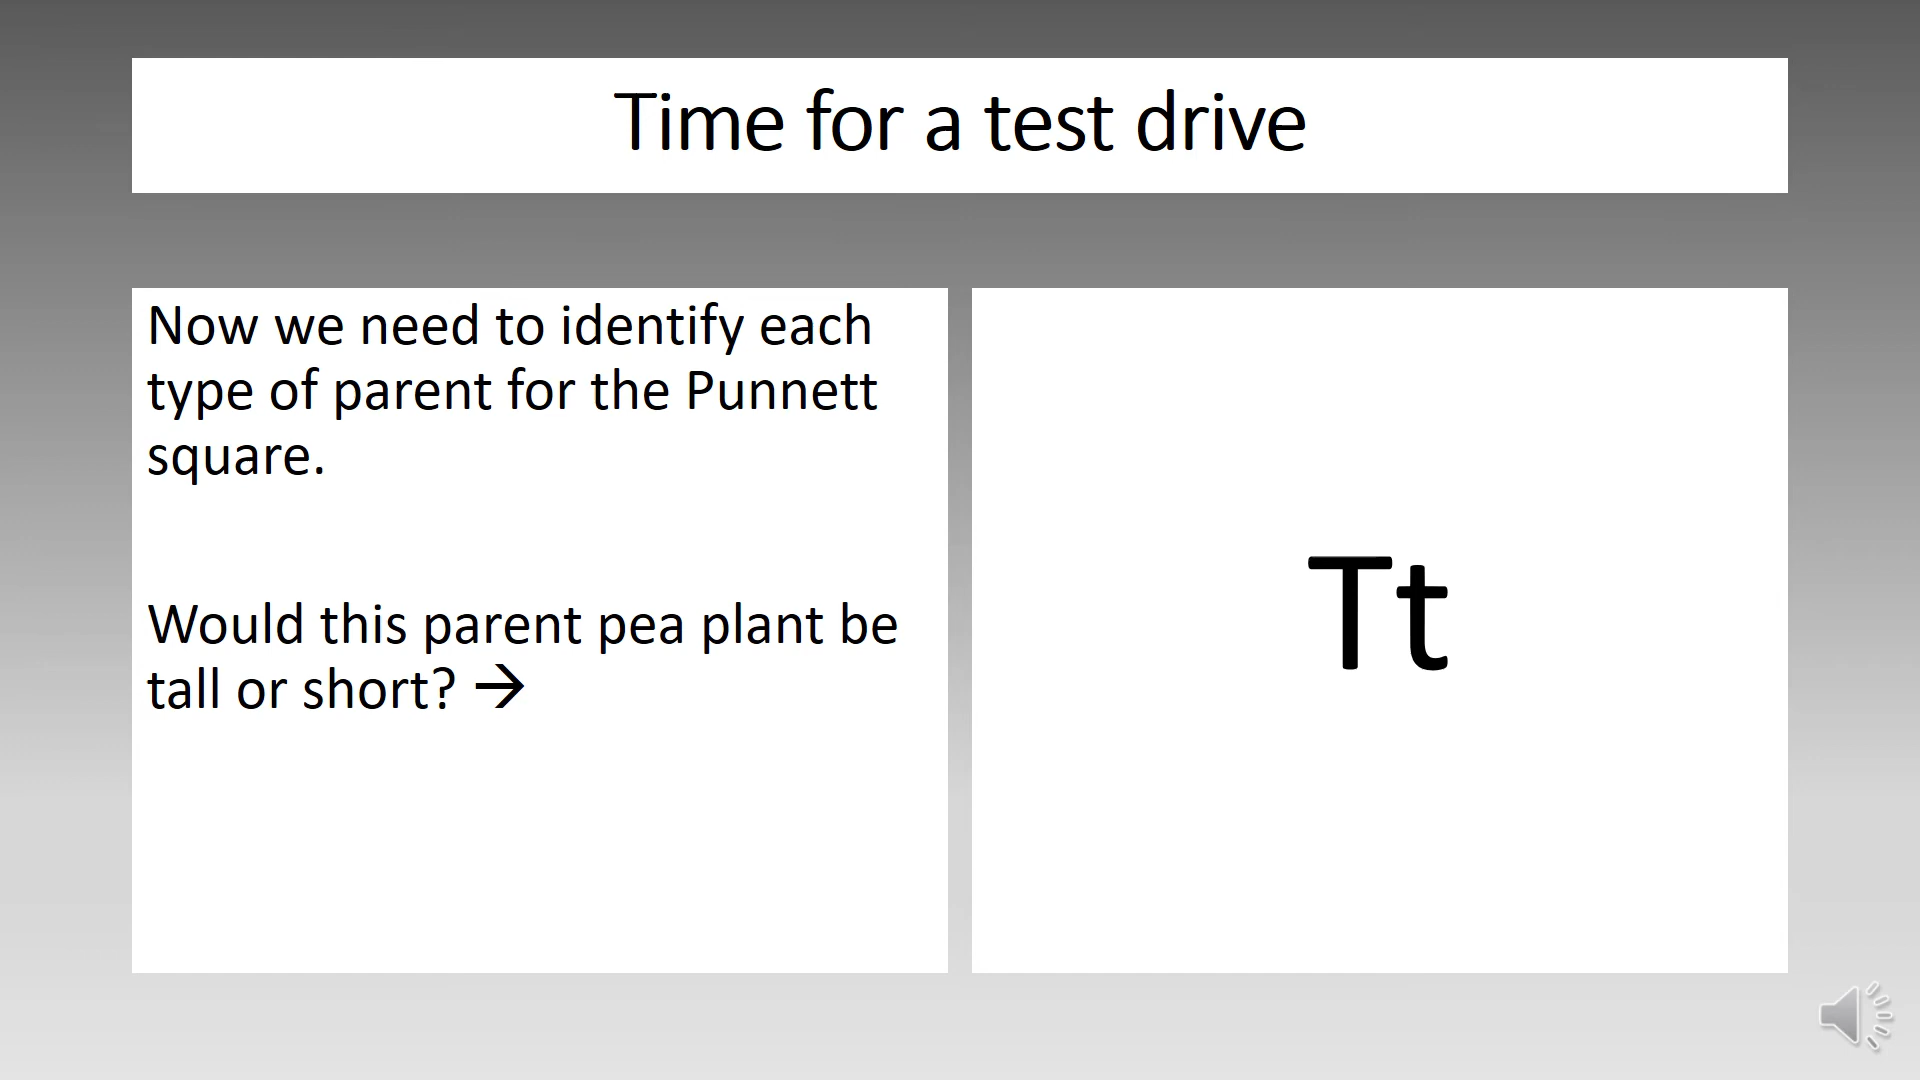 Time for a test drive
Now we need to identify each
type of parent for the Punnett
square.
Would this parent pea plant be
tall or short? →
Tt